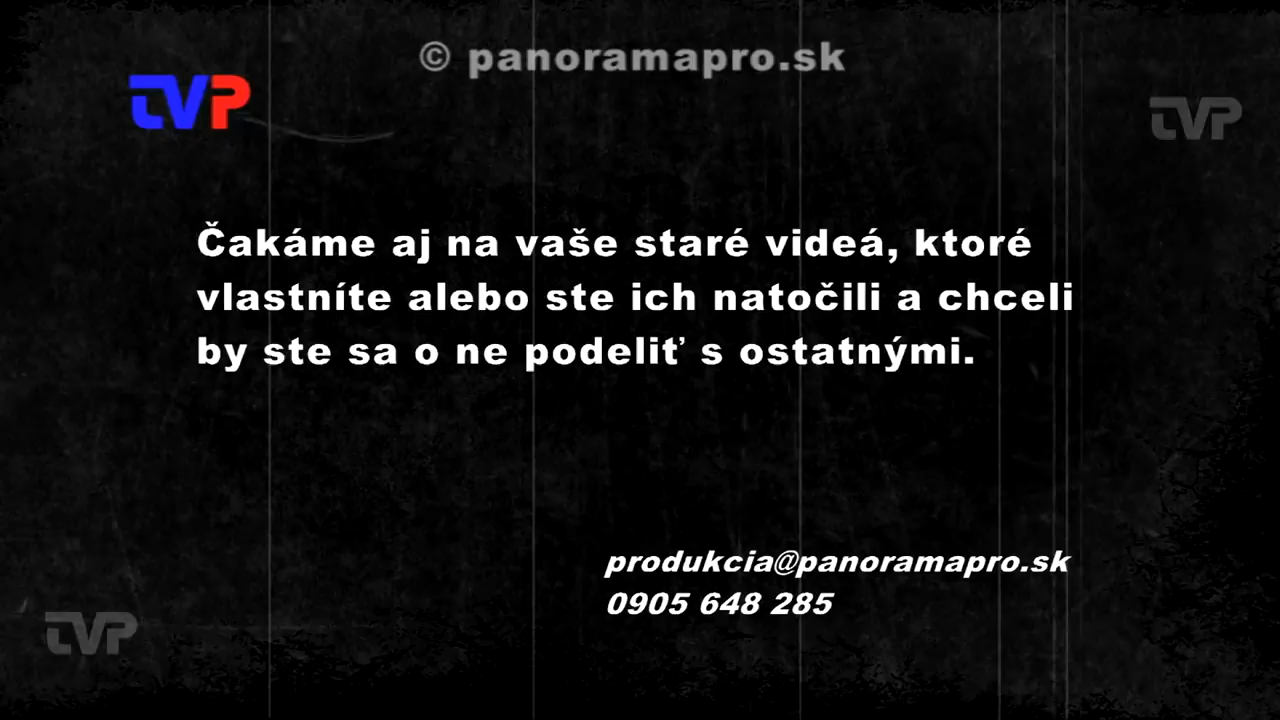 © panoramapro.sk
TVP
TVP
Čakáme aj na vaše staré videá, ktoré
vlastníte alebo ste ich natočili a chceli
by ste sa o ne podeliť s ostatnými.
produkcia@panoramapro.sk
0905 648 285
TVP